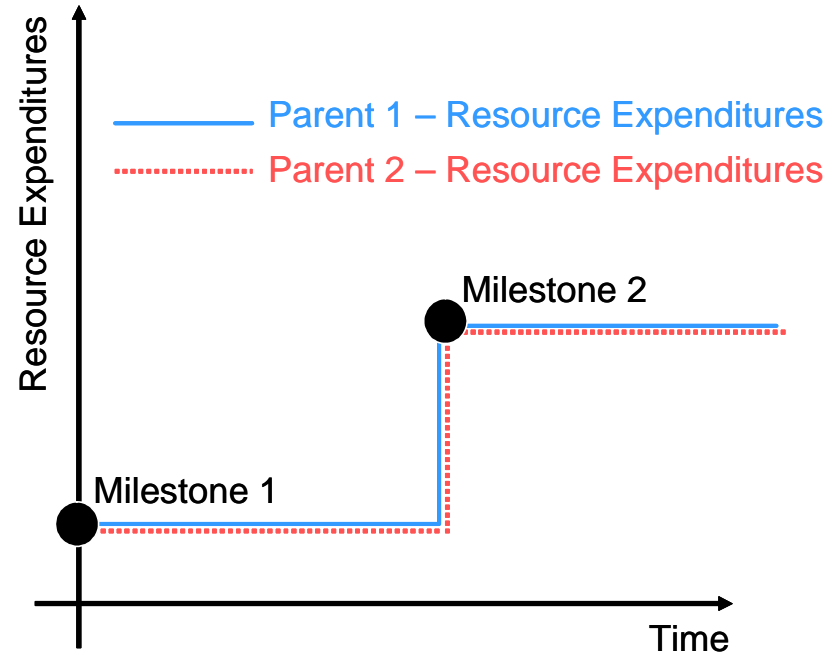 Resource Expenditures
Parent 1 – Resource Expenditures
Parent 2 – Resource Expenditures
Milestone 2
Milestone 1
Time